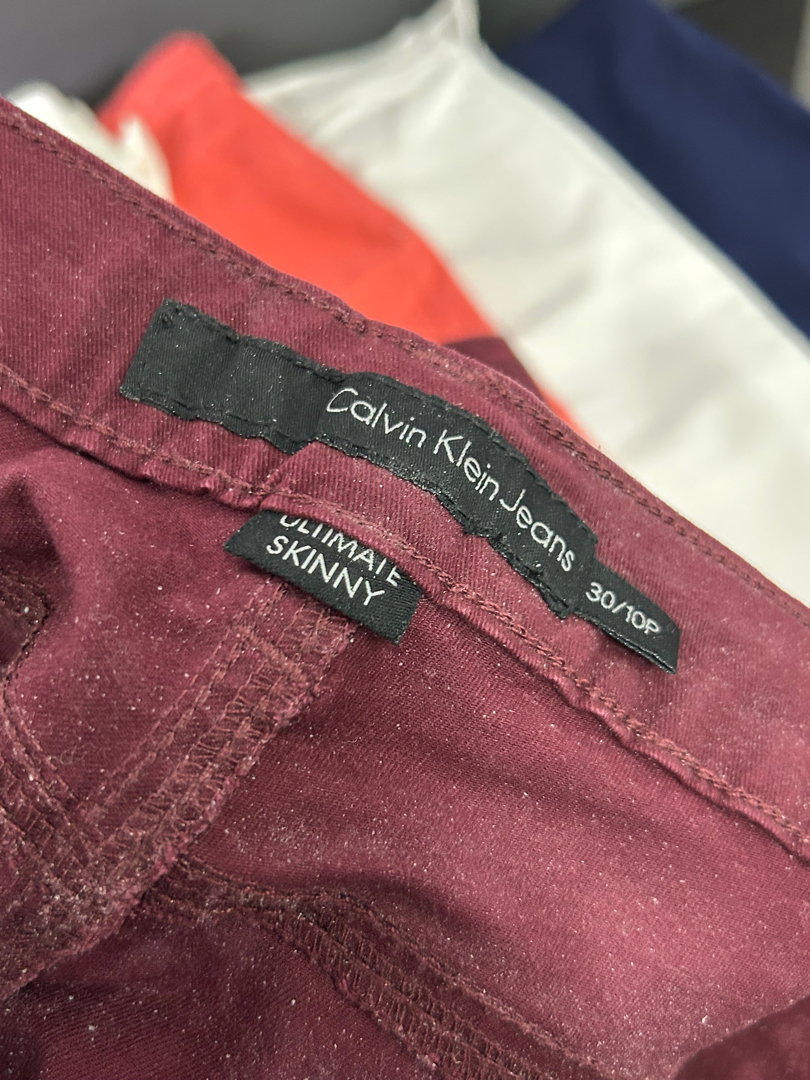 Calvin Klein Jeans
30/10P
ULTIMATE
SKINNY